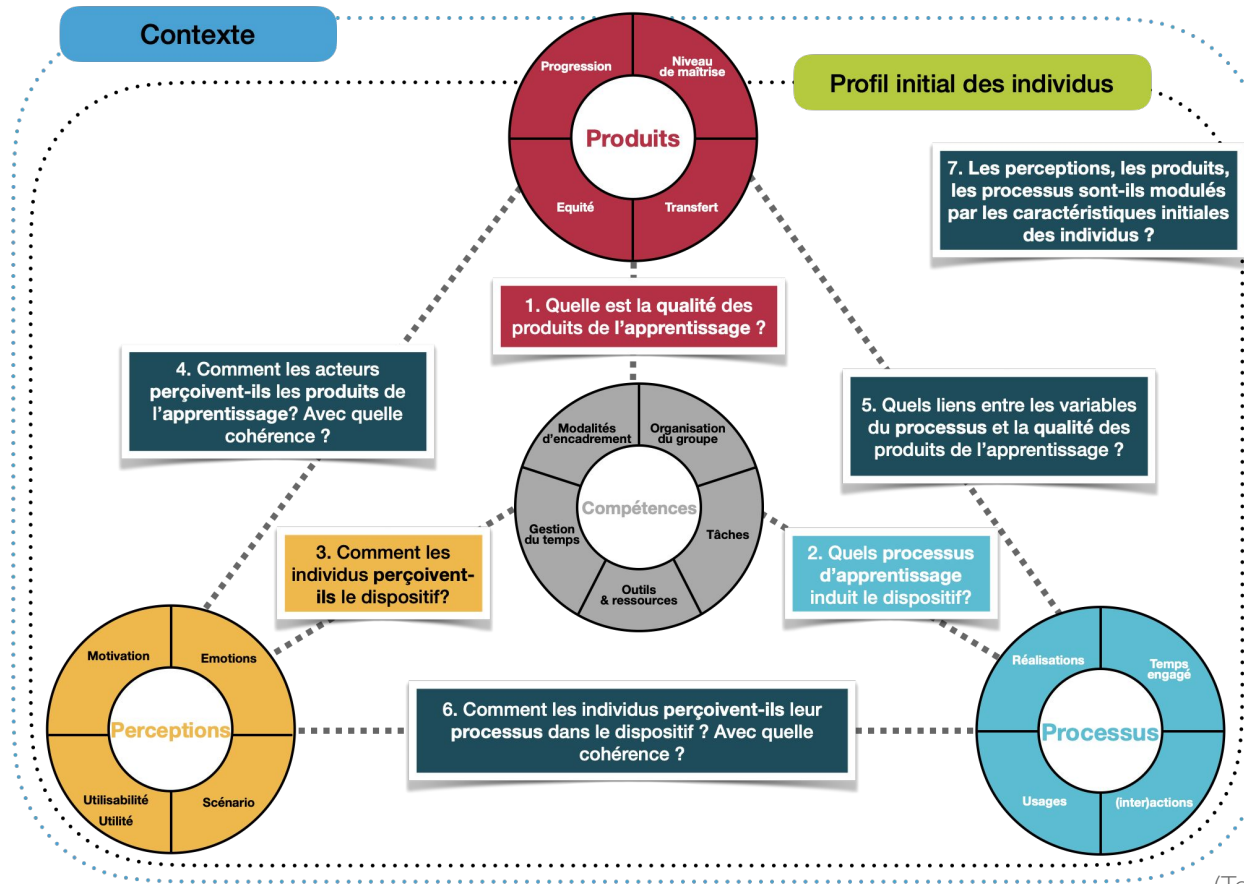 Contexte
Profil initial des individus
Progression
Niveau
de maîtrise
Produits
Equité
Transfert
7. Les perceptions, les produits,
les processus sont-ils modulés
par les caractéristiques initiales
des individus ?
1. Quelle est la qualité des
produits de l'apprentissage ?
4. Comment les acteurs
perçoivent-ils les produits de
l'apprentissage? Avec quelle
cohérence ?
5. Quels liens entre les variables
du processus et la qualité des
produits de l'apprentissage ?
Modalités
d'encadrement
Organisation
du groupe
Compétences
Gestion
du temps
Tâches
Outils
& ressources
3. Comment les
individus perçoivent-
ils le dispositif?
2. Quels processus
d'apprentissage
induit le dispositif?
Motivation
Emotions
Perceptions
Utilisabilité
Utilité
Scénario
6. Comment les individus perçoivent-ils leur
processus dans le dispositif ? Avec quelle
cohérence ?
Réalisations
Temps
engagé
Processus
Usages
(inter)actions